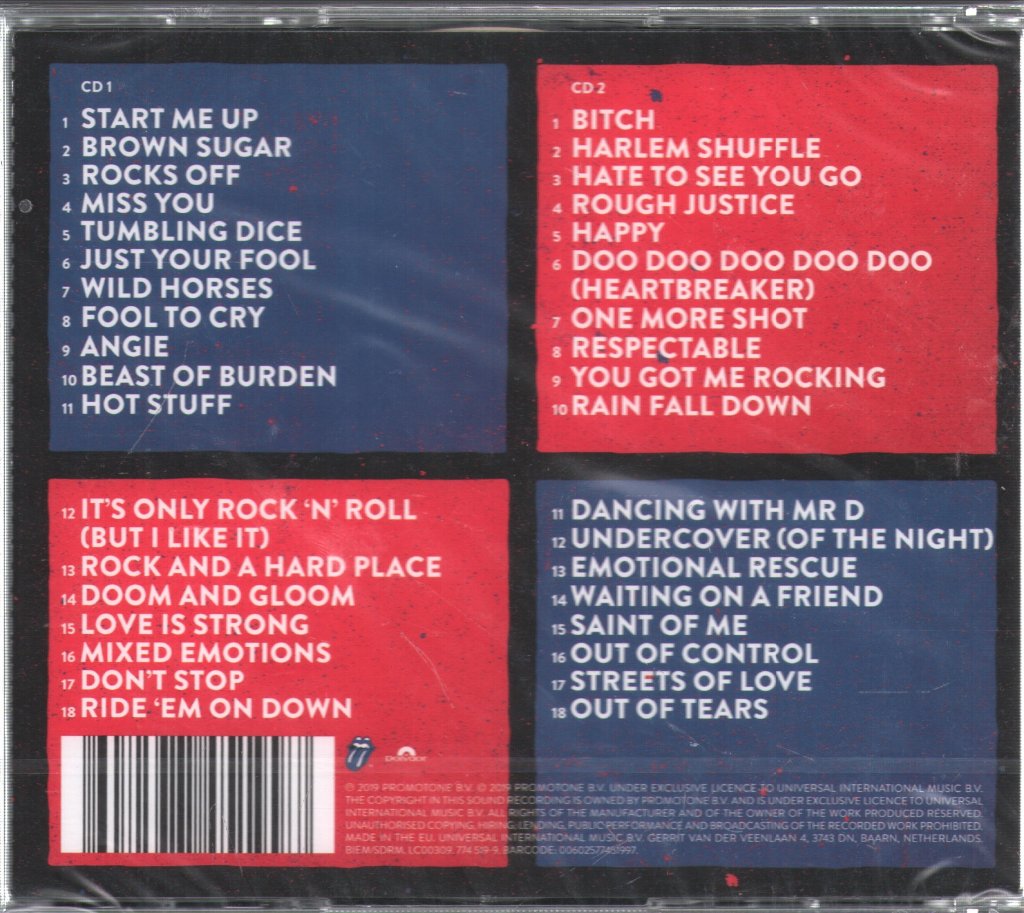 CD 1
1 START ME UP
2 BROWN SUGAR
3 ROCKS OFF
4 MISS YOU
5 TUMBLING DICE
6 JUST YOUR FOOL
7 WILD HORSES
8 FOOL TO CRY
9 ANGIE
10 BEAST OF BURDEN
11 HOT STUFF
12 IT'S ONLY ROCK 'N' ROLL
(BUT I LIKE IT)
13 ROCK AND A HARD PLACE
14 DOOM AND GLOOM
15 LOVE IS STRONG
16 MIXED EMOTIONS
17 DON'T STOP
18 RIDE 'EM ON DOWN
CD 2
1 BITCH
2 HARLEM SHUFFLE
3 HATE TO SEE YOU GO
4 ROUGH JUSTICE
5 HAPPY
6 DOO DOO DOO DOO DOO
(HEARTBREAKER)
7 ONE MORE SHOT
8 RESPECTABLE
9 YOU GOT ME ROCKING
10 RAIN FALL DOWN
11 DANCING WITH MR D
12 UNDERCOVER (OF THE NIGHT)
13 EMOTIONAL RESCUE
14 WAITING ON A FRIEND
15 SAINT OF ME
16 OUT OF CONTROL
17 STREETS OF LOVE
18 OUT OF TEARS
polydor
℗ 2019 PROMOTONE B.V. © 2019 PROMOTONE B.V. UNDER EXCLUSIVE LICENCE TO UNIVERSAL INTERNATIONAL MUSIC B.V.
THE COPYRIGHT IN THIS SOUND RECORDING IS OWNED BY PROMOTONE B.V. AND IS UNDER EXCLUSIVE LICENCE TO UNIVERSAL
INTERNATIONAL MUSIC B.V. ALL RIGHTS OF THE MANUFACTURER AND OF THE OWNER OF THE WORK PRODUCED RESERVED.
UNAUTHORISED COPYING, HIRING, LENDING, PUBLIC PERFORMANCE AND BROADCASTING OF THE RECORDED WORK PROHIBITED.
MADE IN THE EU. UNIVERSAL INTERNATIONAL MUSIC B.V. GERRIT VAN DER VEENLAAN 4, 3743 DN, BAARN, NETHERLANDS.
BIEM/SDRM. LC00309. 774 519-9. BARCODE: 00602577451997.